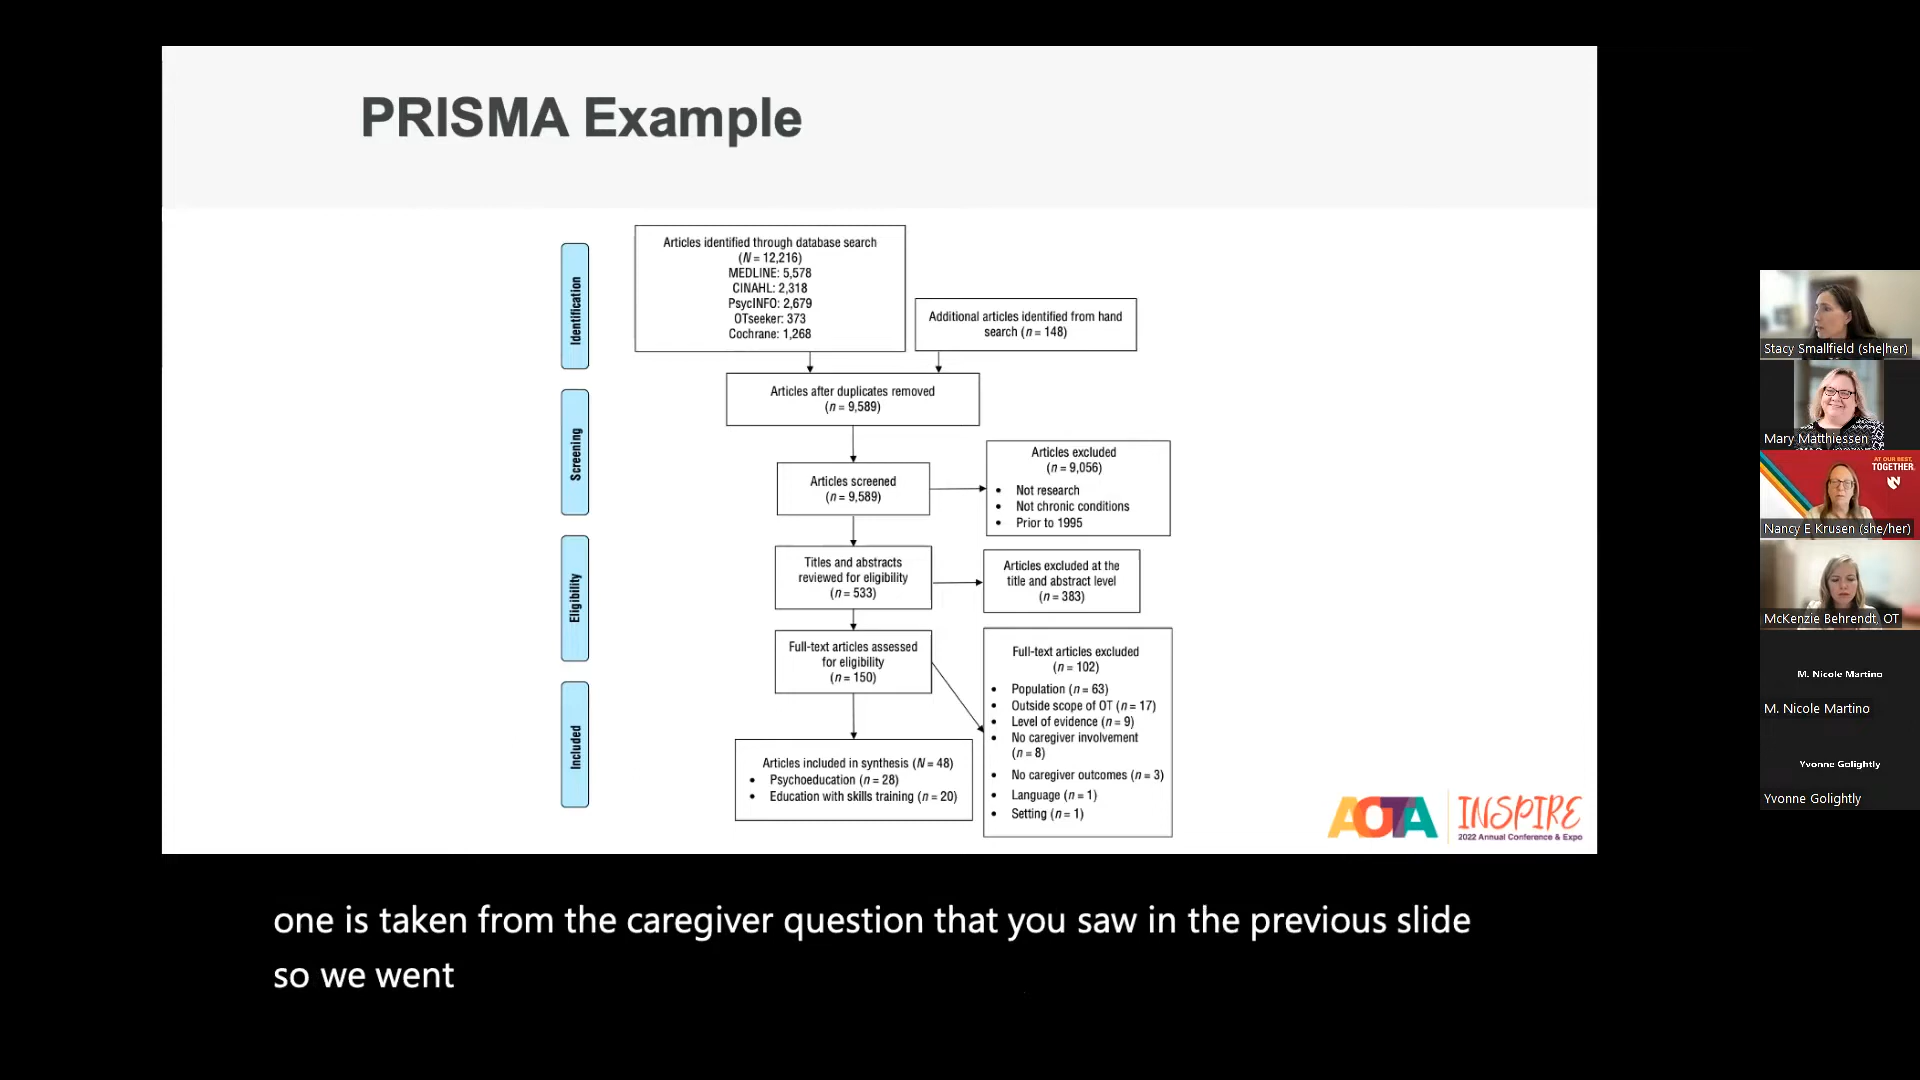 PRISMA Example
Identification
Articles identified through database search
(N = 12,216)
MEDLINE: 5,578
CINAHL: 2,318
PsycINFO: 2,679
OTseeker: 373
Cochrane: 1,268
Additional articles identified from hand
search (n = 148)
Articles after duplicates removed
(n = 9,589)
Screening
Articles screened
(n = 9,589)
Articles excluded
(n = 9,056)
• Not research
• Not chronic conditions
• Prior to 1995
Eligibility
Titles and abstracts
reviewed for eligibility
(n = 533)
Articles excluded at the
title and abstract level
(n = 383)
Full-text articles assessed
for eligibility
(n = 150)
Full-text articles excluded
(n = 102)
• Population (n = 63)
• Outside scope of OT (n = 17)
• Level of evidence (n = 9)
• No caregiver involvement
(n = 8)
• No caregiver outcomes (n = 3)
• Language (n = 1)
• Setting (n = 1)
Included
Articles included in synthesis (N = 48)
• Psychoeducation (n = 28)
• Education with skills training (n = 20)
AOTA
INSPIRE
2022 Annual Conference & Expo
Stacy Smallfield (she|her)
Mary Matthiessen
AT OUR BEST,
TOGETHER.
N
Nancy E Krusen (she/her)
McKenzie Behrendt, OT
M. Nicole Martino
M. Nicole Martino
Yvonne Golightly
Yvonne Golightly
one is taken from the caregiver question that you saw in the previous slide
so we went